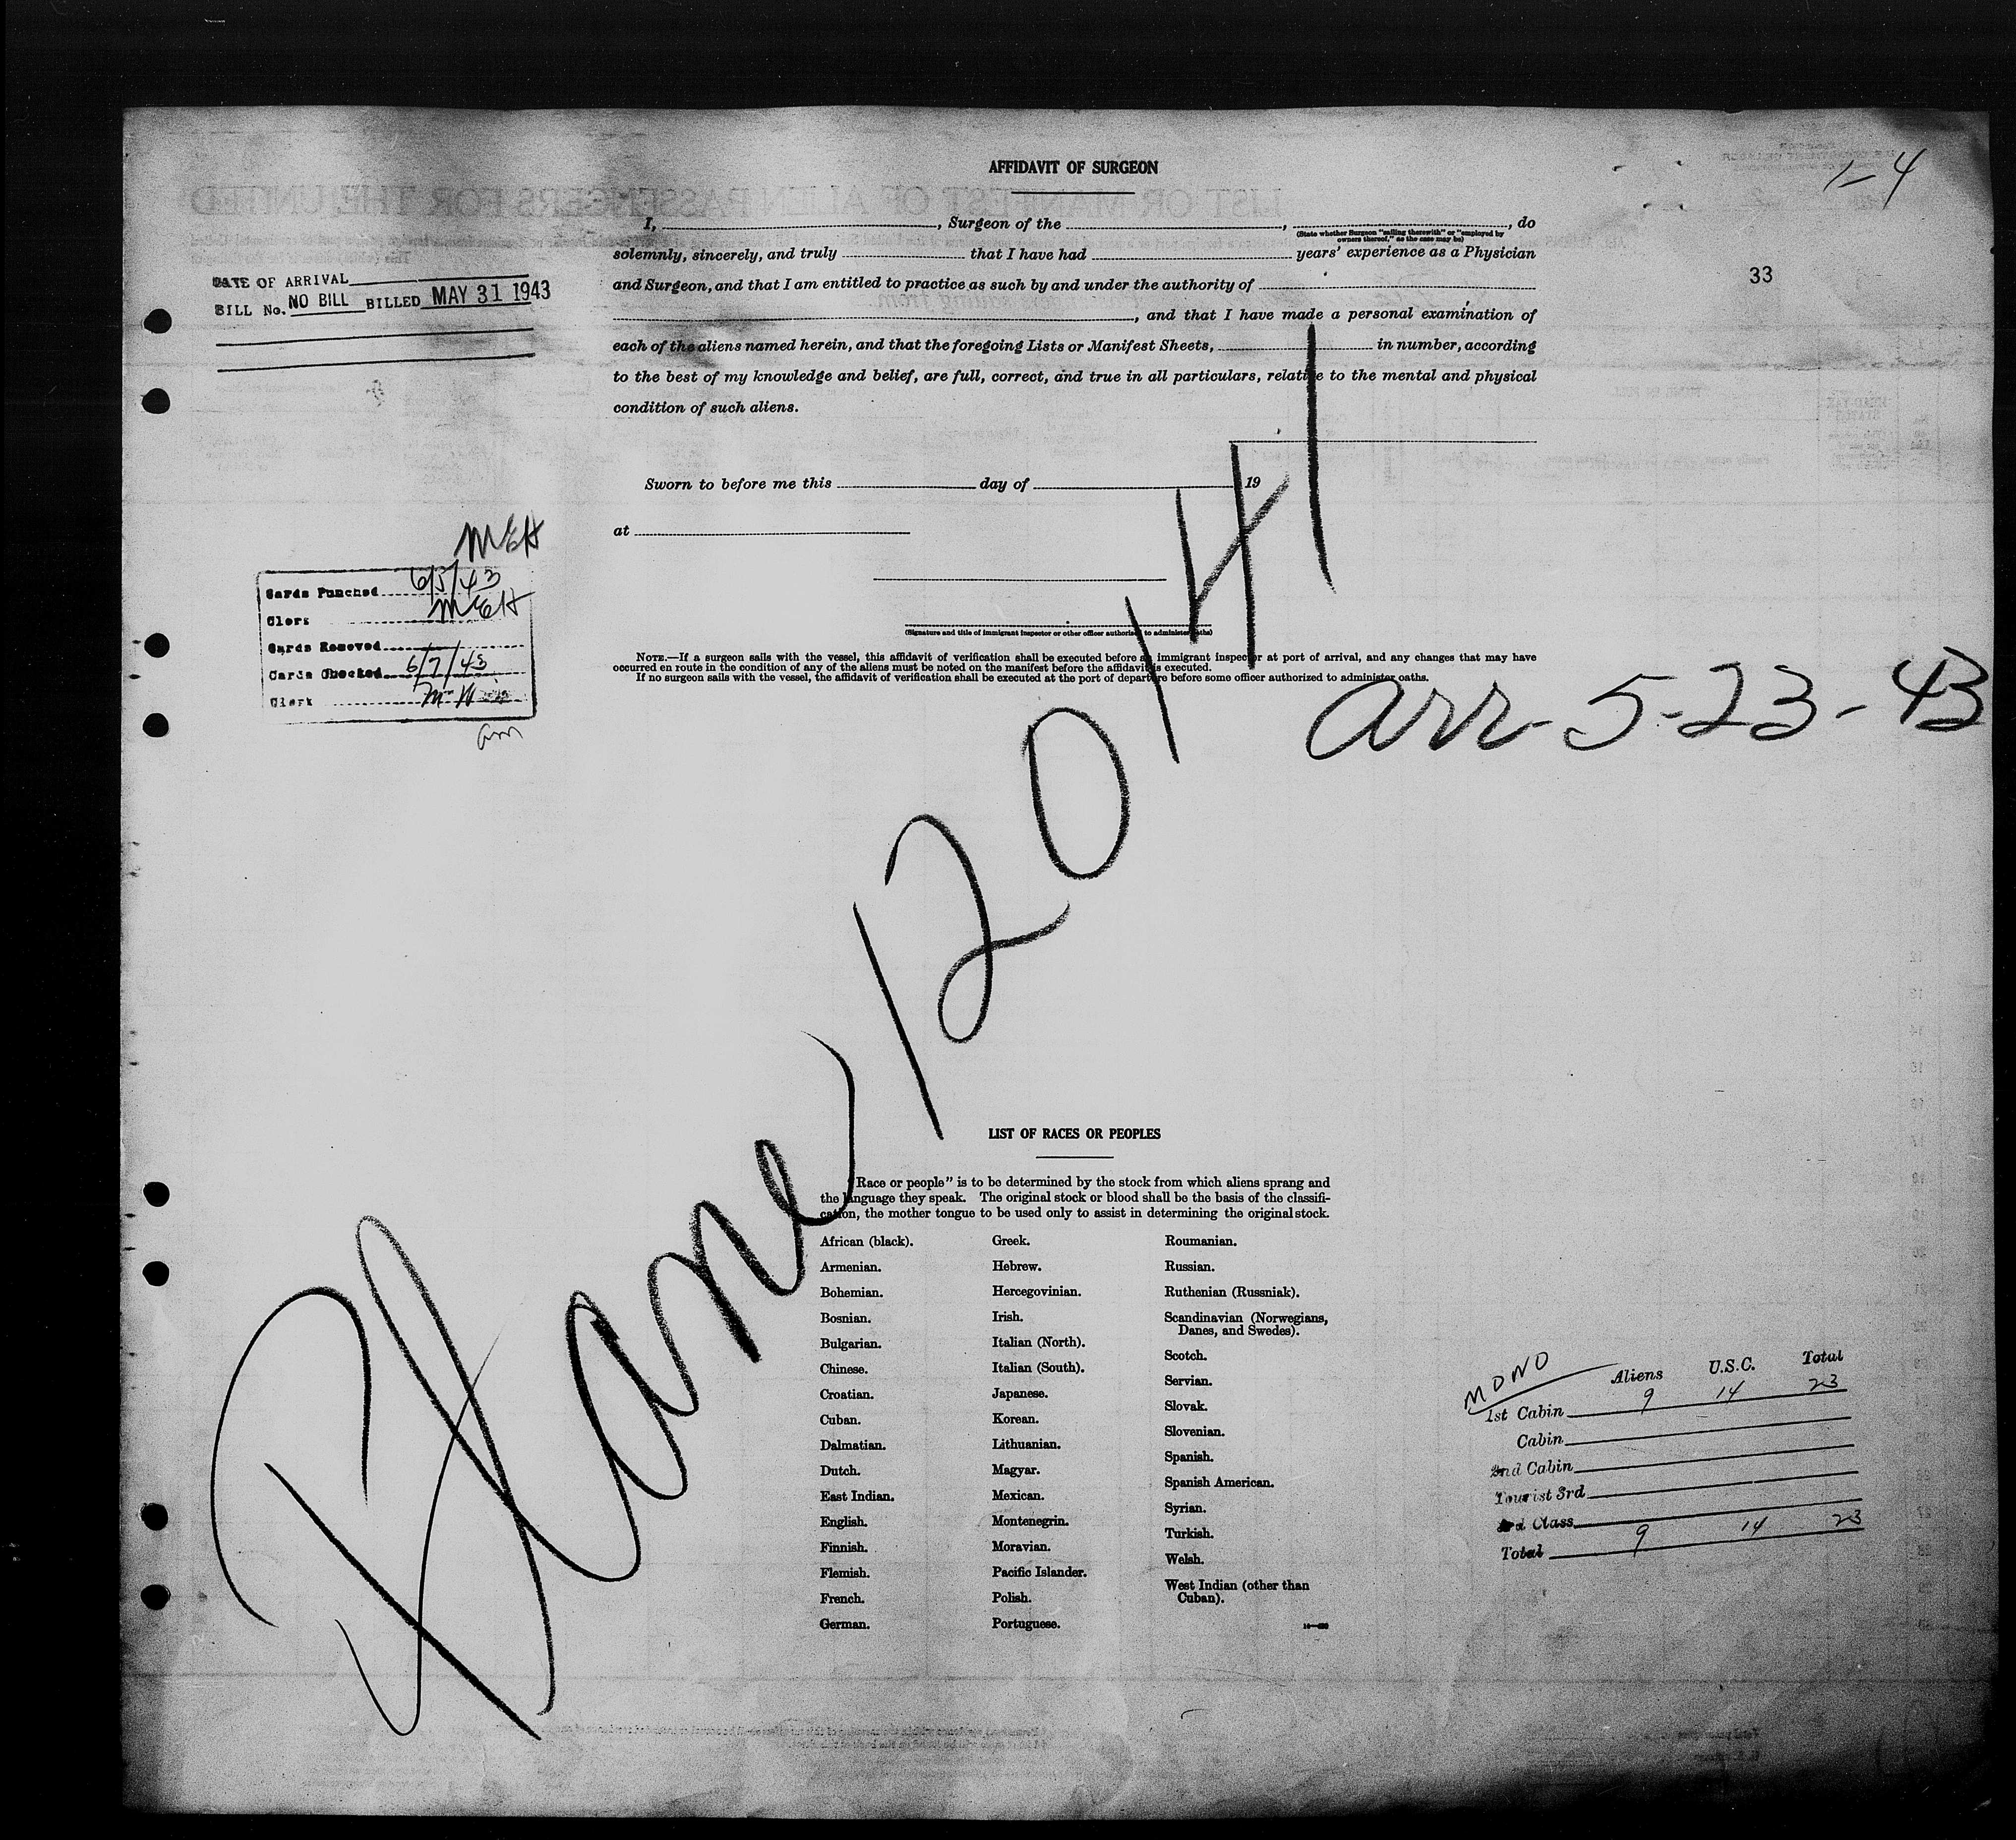 AFFIDAVIT OF SURGEON
1-4
LIST OR MANIFEST OF ALIEN PASSENGERS FOR THE UNITED
I, , Surgeon of the , , do
(State whether Surgeon "sailing therewith" or "employed by
owners thereof," as the case may be)
solemnly, sincerely, and truly that I have had years' experience as a Physician
and Surgeon, and that I am entitled to practice as such by and under the authority of
, and that I have made a personal examination of
each of the aliens named herein, and that the foregoing Lists or Manifest Sheets, in number, according
to the best of my knowledge and belief, are full, correct, and true in all particulars, relative to the mental and physical
condition of such aliens.
33
DATE OF ARRIVAL
BILL No. NO BILL BILLED MAY 31 1943
Sworn to before me this day of 19
at
(Signature and title of immigrant inspector or other officer authorized to administer oaths)
NOTE.—If a surgeon sails with the vessel, this affidavit of verification shall be executed before an immigrant inspector at port of arrival, and any changes that may have
occurred en route in the condition of any of the aliens must be noted on the manifest before the affidavit is executed.
If no surgeon sails with the vessel, the affidavit of verification shall be executed at the port of departure before some officer authorized to administer oaths.
MEH
Cards Punched 6/5/43
Clerk MEH
Cards Removed
Cards Checked 6/7/43
Clerk
arr-5-23-43
Plane 120141
LIST OF RACES OR PEOPLES
"Race or people" is to be determined by the stock from which aliens sprang and
the language they speak. The original stock or blood shall be the basis of the classifi-
cation, the mother tongue to be used only to assist in determining the original stock.
African (black).
Armenian.
Bohemian.
Bosnian.
Bulgarian.
Chinese.
Croatian.
Cuban.
Dalmatian.
Dutch.
East Indian.
English.
Finnish.
Flemish.
French.
German.
Greek.
Hebrew.
Hercegovinian.
Irish.
Italian (North).
Italian (South).
Japanese.
Korean.
Lithuanian.
Magyar.
Mexican.
Montenegrin.
Moravian.
Pacific Islander.
Polish.
Portuguese.
Roumanian.
Russian.
Ruthenian (Russniak).
Scandinavian (Norwegians,
Danes, and Swedes).
Scotch.
Servian.
Slovak.
Slovenian.
Spanish.
Spanish American.
Syrian.
Turkish.
Welsh.
West Indian (other than
Cuban).
MONO
Aliens U.S.C. Total
1st Cabin 9 14 23
Cabin
2nd Cabin
Tourist 3rd
3rd Class
Total 9 14 23